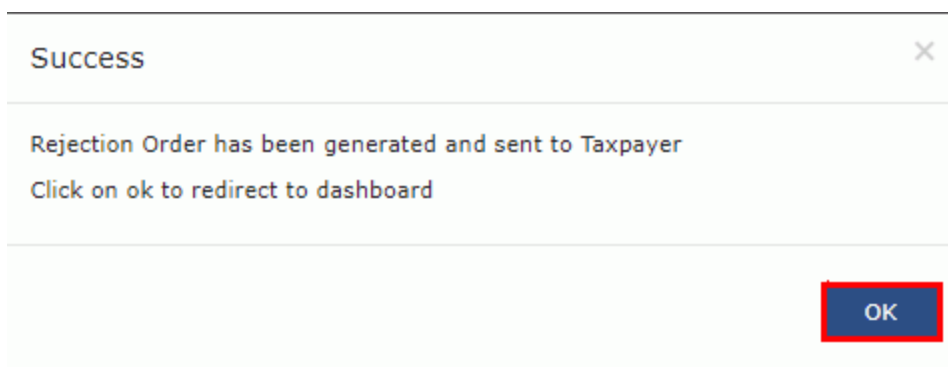 Success
Rejection Order has been generated and sent to Taxpayer
Click on ok to redirect to dashboard
OK